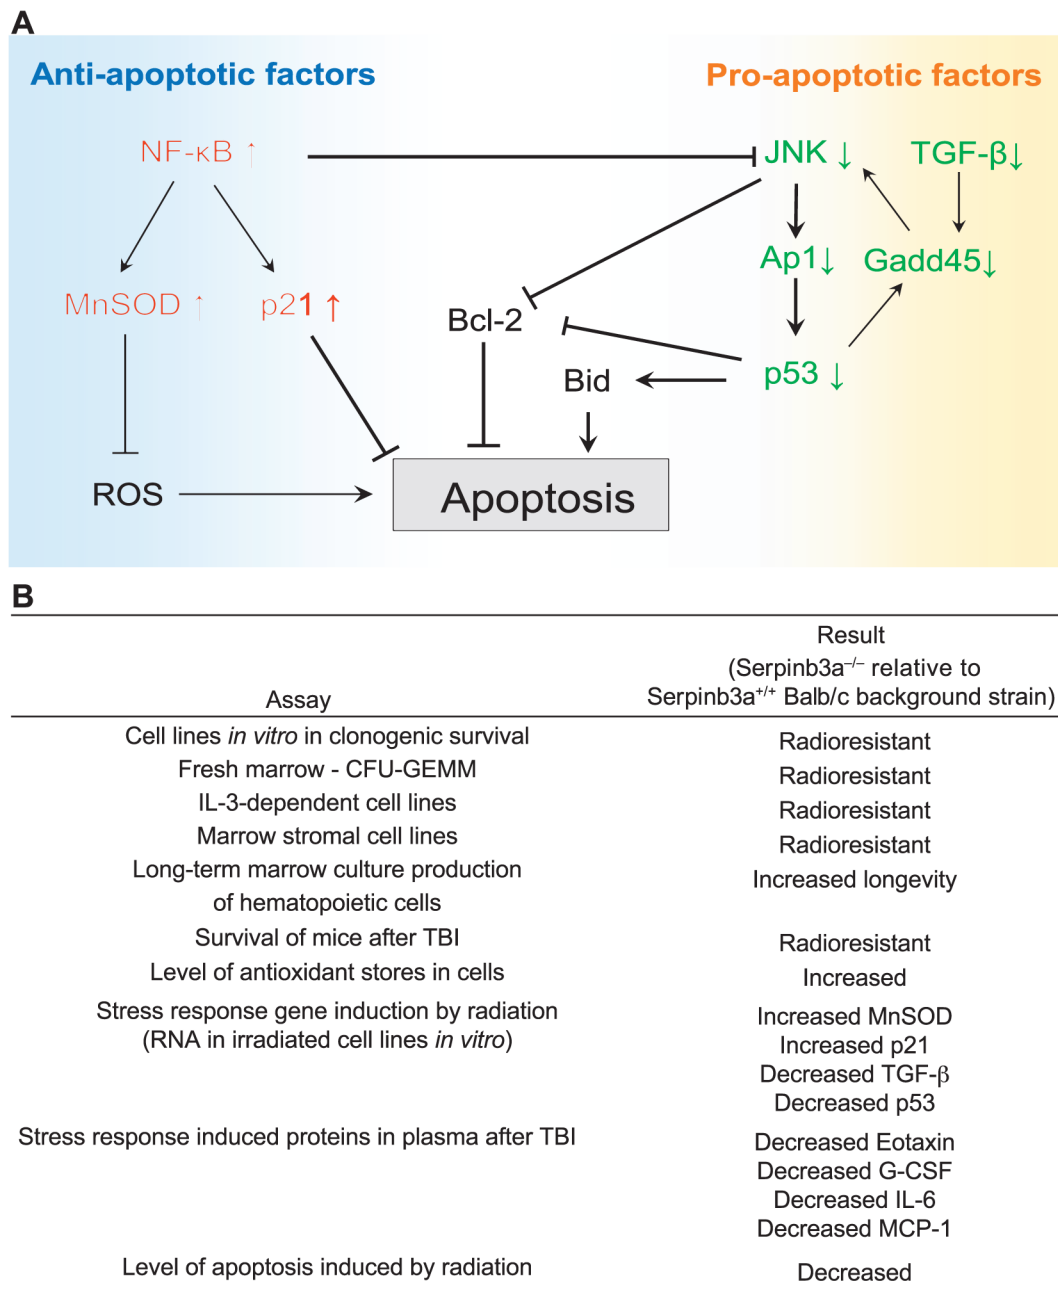 A
Anti-apoptotic factors
Pro-apoptotic factors
NF-κB ↑
JNK ↓
TGF-β↓
Ap1↓
Gadd45↓
MnSOD ↑
p21 ↑
Bcl-2
Bid
p53 ↓
ROS
Apoptosis
B
Assay
Result
(Serpinb3a–/– relative to
Serpinb3a+/+ Balb/c background strain)
Cell lines in vitro in clonogenic survival
Radioresistant
Fresh marrow - CFU-GEMM
Radioresistant
IL-3-dependent cell lines
Radioresistant
Marrow stromal cell lines
Radioresistant
Long-term marrow culture production
of hematopoietic cells
Increased longevity
Survival of mice after TBI
Radioresistant
Level of antioxidant stores in cells
Increased
Stress response gene induction by radiation
(RNA in irradiated cell lines in vitro)
Increased MnSOD
Increased p21
Decreased TGF-β
Decreased p53
Stress response induced proteins in plasma after TBI
Decreased Eotaxin
Decreased G-CSF
Decreased IL-6
Decreased MCP-1
Level of apoptosis induced by radiation
Decreased